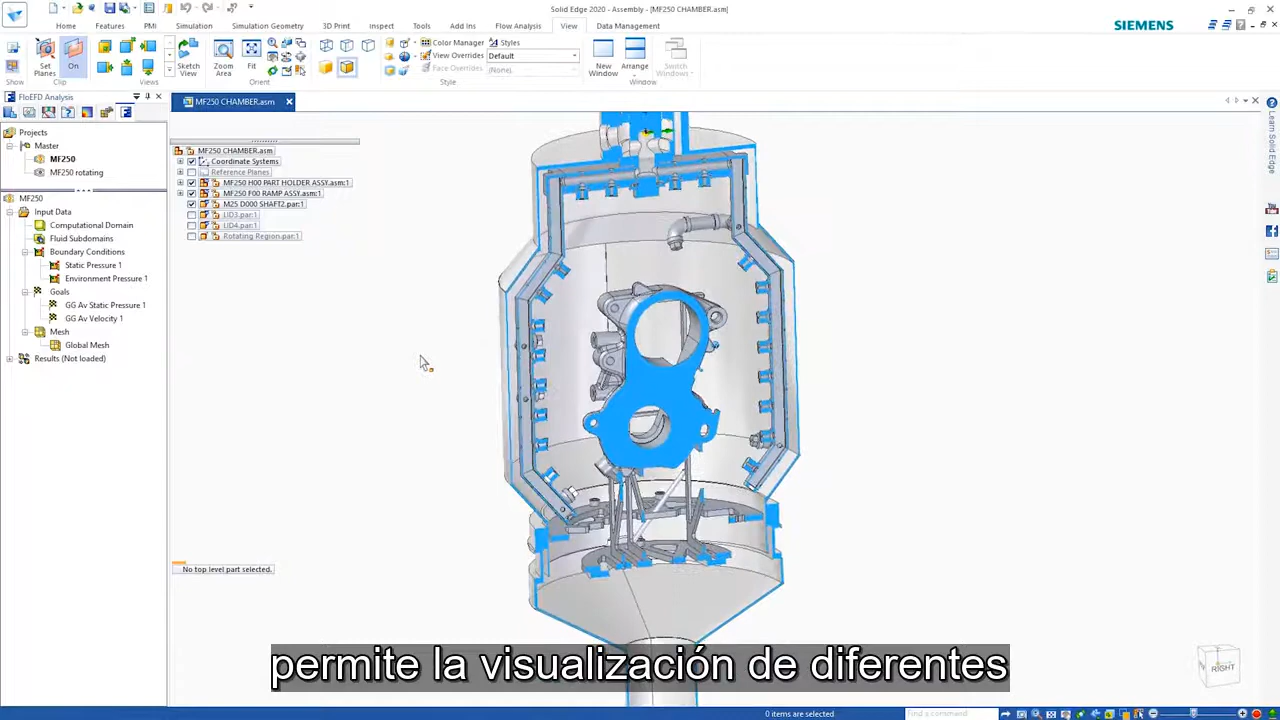 Solid Edge 2020 - Assembly - [MF250 CHAMBER.asm]
Home
Features
PMI
Simulation
Simulation Geometry
3D Print
Inspect
Tools
Add Ins
Flow Analysis
View
Data Management
SIEMENS
Set Planes
On
Sketch View
Zoom Area
Fit
Color Manager
Styles
View Overrides
Default
Face Overrides
(None)
New Window
Arrange
Switch Windows
Show
Clip
Views
Orient
Style
Window
FloEFD Analysis
MF250 CHAMBER.asm
Projects
Master
MF250
MF250 rotating
MF250
Input Data
Computational Domain
Fluid Subdomains
Boundary Conditions
Static Pressure 1
Environment Pressure 1
Goals
GG Av Static Pressure 1
GG Av Velocity 1
Mesh
Global Mesh
Results (Not loaded)
MF250 CHAMBER.asm
Coordinate Systems
Reference Planes
MF250 H00 PART HOLDER ASSY.asm:1
MF250 F00 RAMP ASSY.asm:1
M25 D000 SHAFT2.par:1
LID3.par:1
LID4.par:1
Rotating Region.par:1
No top level part selected.
Learn Solid Edge
RIGHT
permite la visualización de diferentes
0 items are selected
Find a command